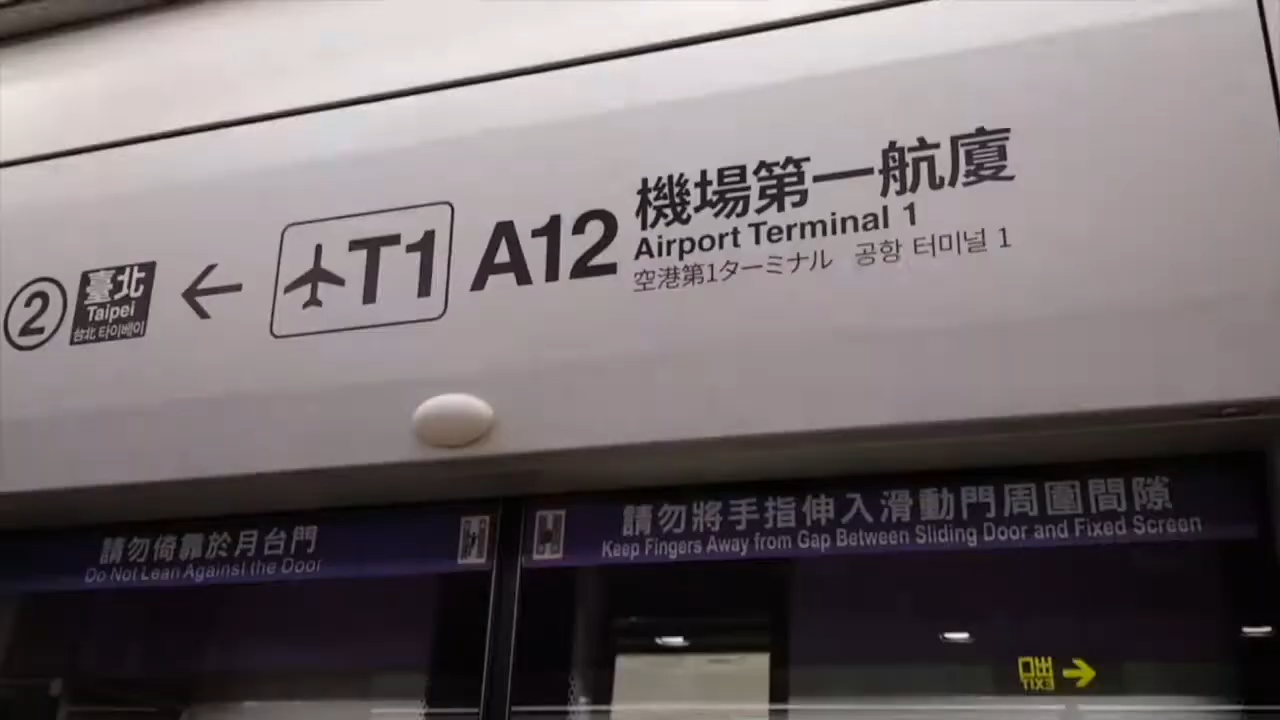 2
臺北
Taipei
台北 타이베이
←
T1
A12
機場第一航廈
Airport Terminal 1
空港第1ターミナル 공항 터미널 1
請勿倚靠於月台門
Do Not Lean Against the Door
請勿將手指伸入滑動門周圍間隙
Keep Fingers Away from Gap Between Sliding Door and Fixed Screen
出口
EXIT